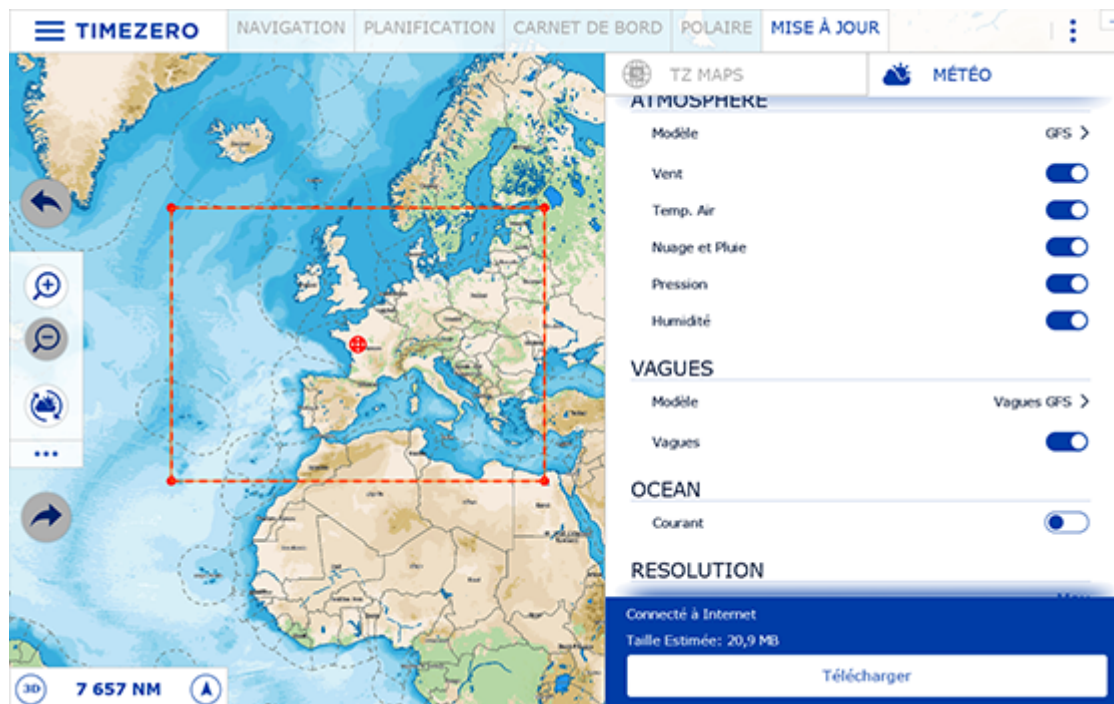 TIMEZERO
NAVIGATION
PLANIFICATION
CARNET DE BORD
POLAIRE
MISE À JOUR
TZ MAPS
MÉTÉO
ATMOSPHERE
Modèle
GFS
Vent
Temp. Air
Nuage et Pluie
Pression
Humidité
VAGUES
Modèle
Vagues GFS
Vagues
OCEAN
Courant
RESOLUTION
Connecté à Internet
Taille Estimée: 20,9 MB
Télécharger
3D
7 657 NM